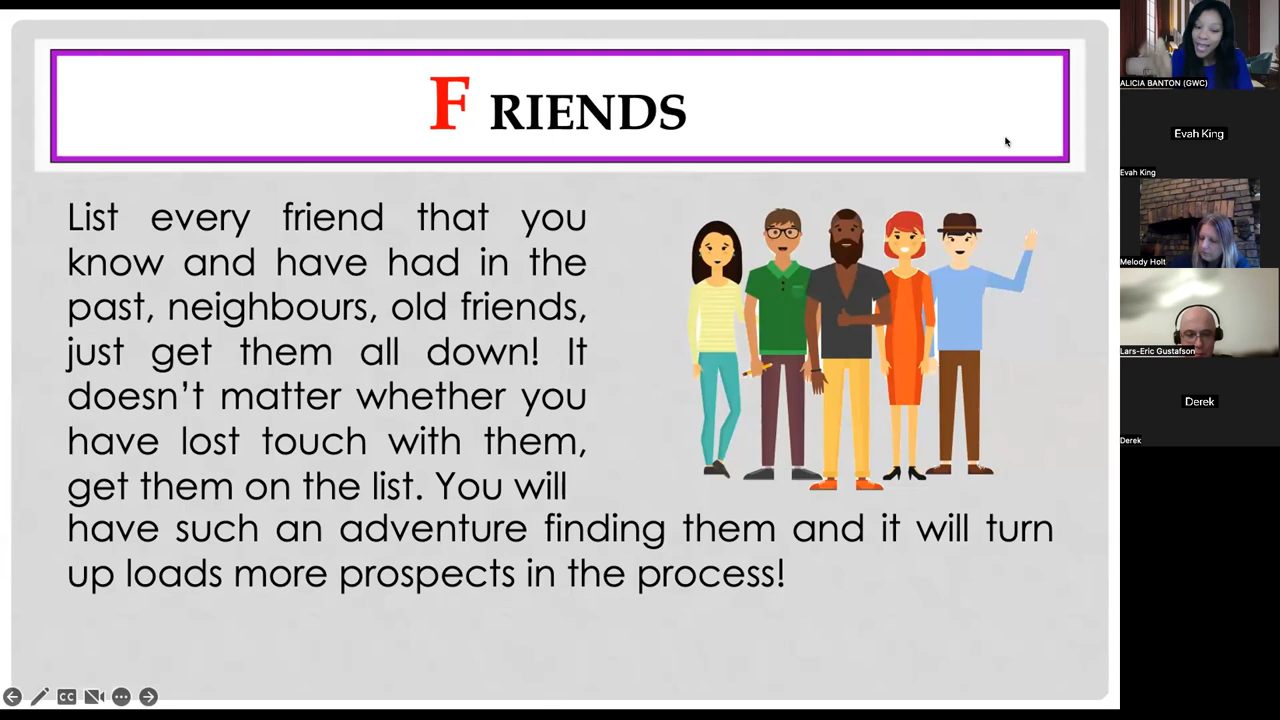 F RIENDS
List every friend that you
know and have had in the
past, neighbours, old friends,
just get them all down! It
doesn’t matter whether you
have lost touch with them,
get them on the list. You will
have such an adventure finding them and it will turn
up loads more prospects in the process!
CC
ALICIA BANTON (GWC)
Evah King
Evah King
Melody Holt
Lars-Eric Gustafson
Derek
Derek